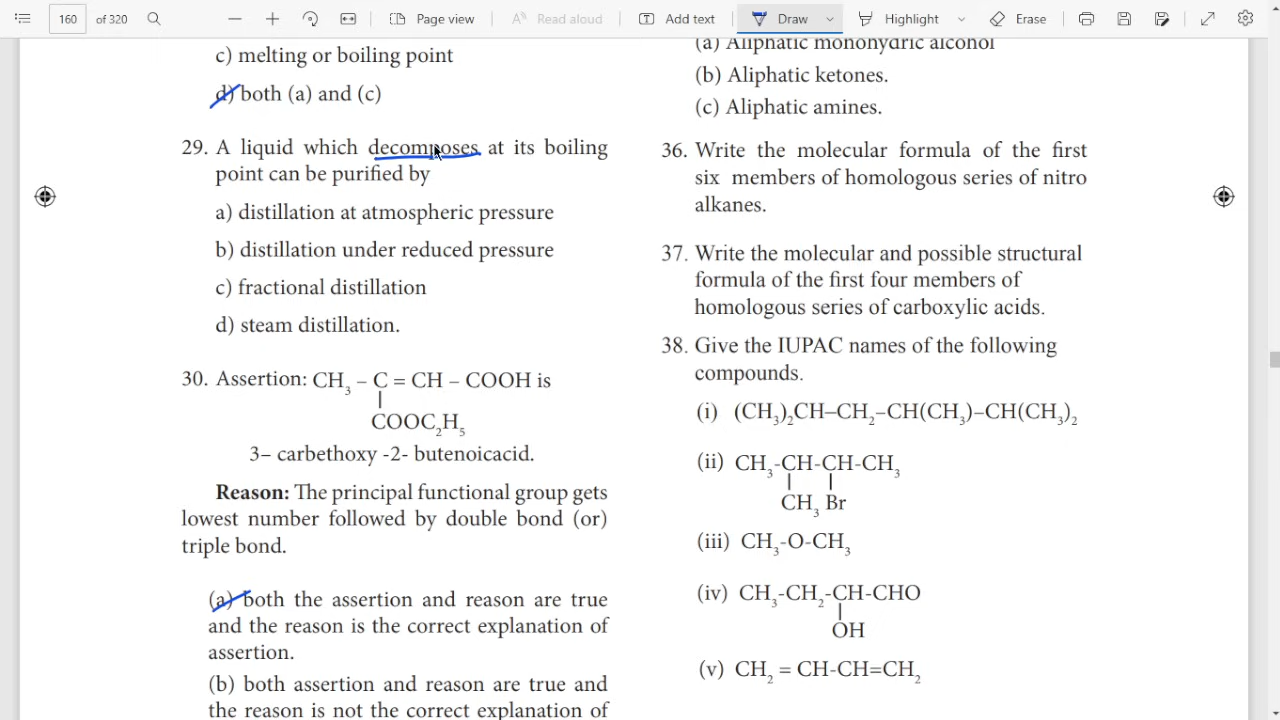 160 of 320 Page view Read aloud Add text Draw Highlight Erase
c) melting or boiling point
d) both (a) and (c)
29. A liquid which decomposes at its boiling
point can be purified by
a) distillation at atmospheric pressure
b) distillation under reduced pressure
c) fractional distillation
d) steam distillation.
30. Assertion: CH₃ – C = CH – COOH is
COOC₂H₅
3– carbethoxy -2- butenoicacid.
Reason: The principal functional group gets
lowest number followed by double bond (or)
triple bond.
(a) both the assertion and reason are true
and the reason is the correct explanation of
assertion.
(b) both assertion and reason are true and
the reason is not the correct explanation of
(a) Aliphatic monohydric alcohol
(b) Aliphatic ketones.
(c) Aliphatic amines.
36. Write the molecular formula of the first
six members of homologous series of nitro
alkanes.
37. Write the molecular and possible structural
formula of the first four members of
homologous series of carboxylic acids.
38. Give the IUPAC names of the following
compounds.
(i) (CH₃)₂CH–CH₂–CH(CH₃)–CH(CH₃)₂
(ii) CH₃-CH-CH-CH₃
CH₃ Br
(iii) CH₃-O-CH₃
(iv) CH₃-CH₂-CH-CHO
OH
(v) CH₂ = CH-CH=CH₂